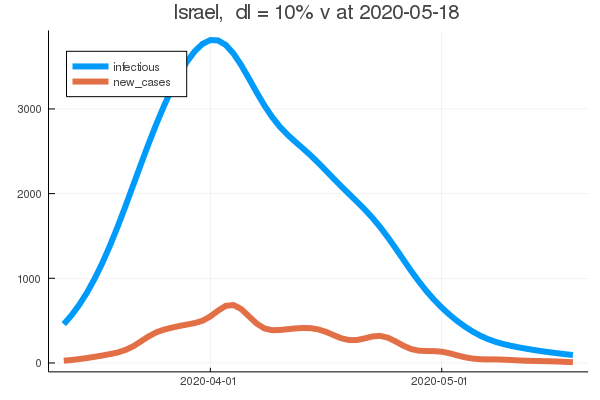 Israel,  dl = 10% v at 2020-05-18
infectious
new_cases
3000
2000
1000
0
2020-04-01
2020-05-01